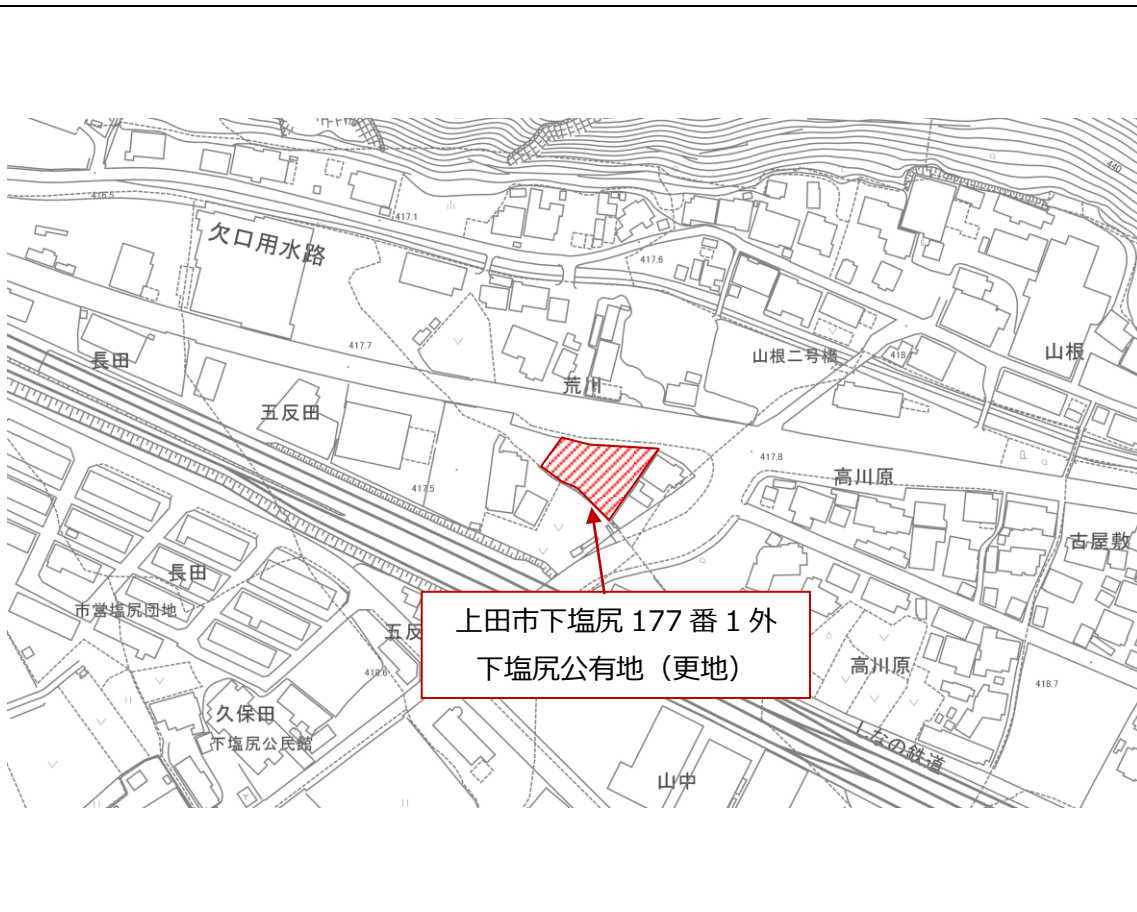 440
416.5
417.1
欠口用水路
417.6
417.7
山根二号橋
418
山根
長田
荒川
五反田
417.8
高川原
417.5
古屋敷
長田
市営塩尻団地
五反
上田市下塩尻 177 番 1 外
下塩尻公有地（更地）
高川原
418.6
418.7
久保田
下塩尻公民館
しなの鉄道
山中